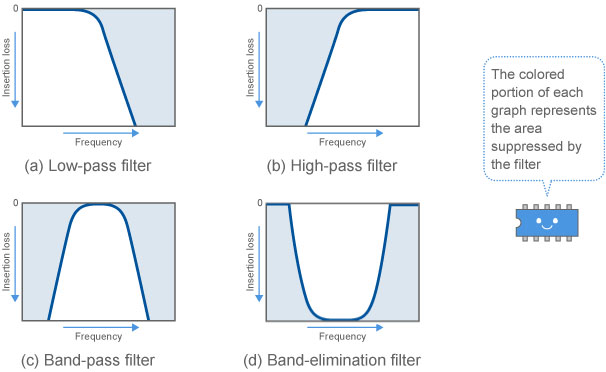 0
Insertion loss
Frequency
(a) Low-pass filter
0
Insertion loss
Frequency
(b) High-pass filter
The colored
portion of each
graph represents
the area
suppressed by
the filter
0
Insertion loss
Frequency
(c) Band-pass filter
0
Insertion loss
Frequency
(d) Band-elimination filter